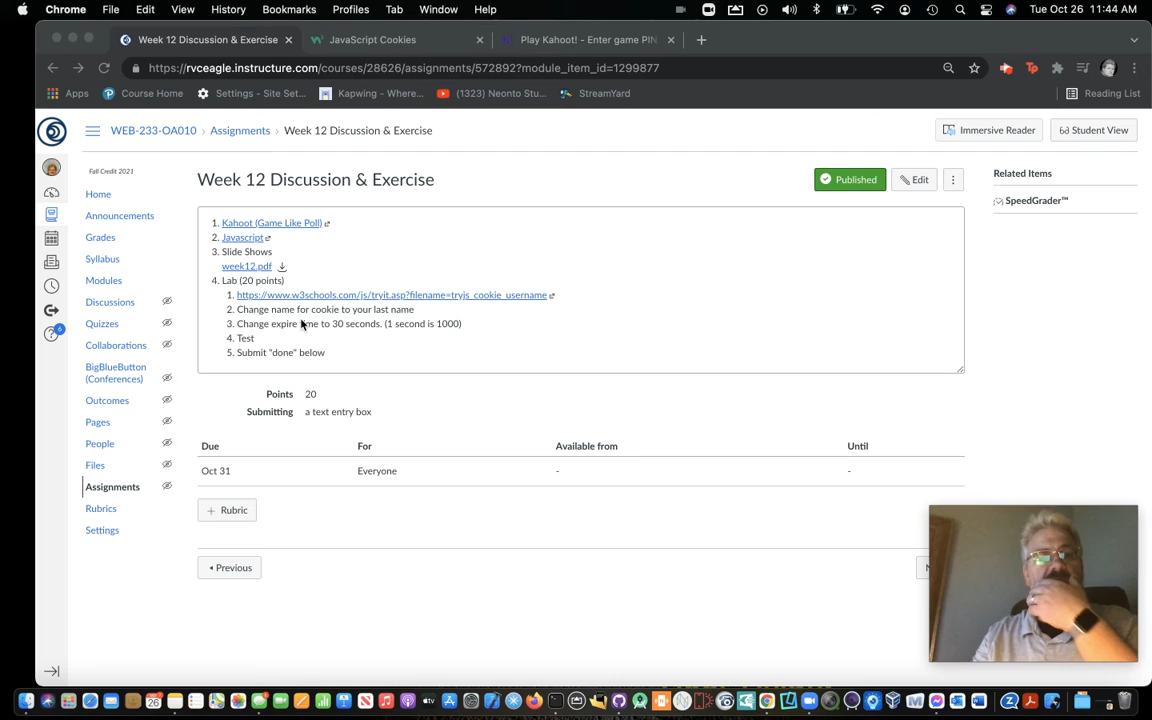 Chrome File Edit View History Bookmarks Profiles Tab Window Help Tue Oct 26 11:44 AM
Week 12 Discussion & Exercise JavaScript Cookies Play Kahoot! - Enter game PIN
https://rvceagle.instructure.com/courses/28626/assignments/572892?module_item_id=1299877
Apps Course Home Settings - Site Set... Kapwing - Where... (1323) Neonto Stu... StreamYard Reading List
WEB-233-OA010 › Assignments › Week 12 Discussion & Exercise Immersive Reader Student View
Fall Credit 2021
Home
Announcements
Grades
Syllabus
Modules
Discussions
Quizzes
Collaborations
BigBlueButton
(Conferences)
Outcomes
Pages
People
Files
Assignments
Rubrics
Settings
6
Week 12 Discussion & Exercise Published Edit
1. Kahoot (Game Like Poll)
2. Javascript
3. Slide Shows
week12.pdf
4. Lab (20 points)
1. https://www.w3schools.com/js/tryit.asp?filename=tryjs_cookie_username
2. Change name for cookie to your last name
3. Change expire time to 30 seconds. (1 second is 1000)
4. Test
5. Submit "done" below
Points 20
Submitting a text entry box
Due For Available from Until
Oct 31 Everyone - -
+ Rubric
Previous
Related Items
SpeedGrader™